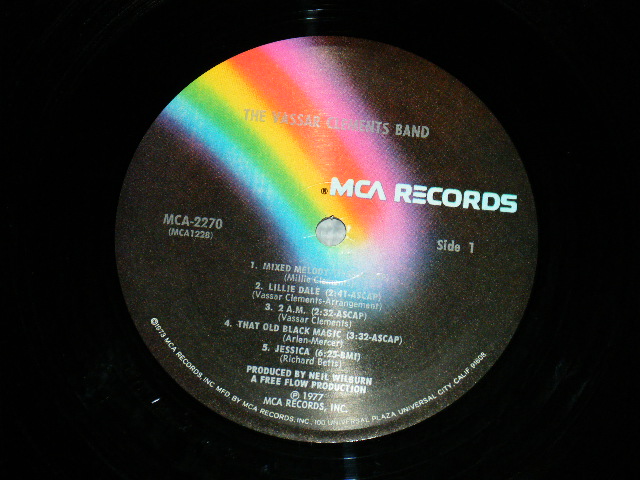 THE VASSAR CLEMENTS BAND
® MCA RECORDS
MCA-2270
(MCA1228)
Side 1
1. MIXED MELODY
(Millie Clements
2. LILLIE DALE (2:41-ASCAP)
(Vassar Clements-Arrangement)
3. 2 A.M. (2:32-ASCAP)
(Vassar Clements)
4. THAT OLD BLACK MAGIC (3:32-ASCAP)
(Arlen-Mercer)
5. JESSICA (6:23-BMI)
(Richard Betts)
PRODUCED BY NEIL WILBURN
A FREE FLOW PRODUCTION
℗ 1977
MCA RECORDS, INC.
©1973 MCA RECORDS, INC. MFD BY MCA RECORDS, INC., 100 UNIVERSAL PLAZA, UNIVERSAL CITY, CALIF. 91608